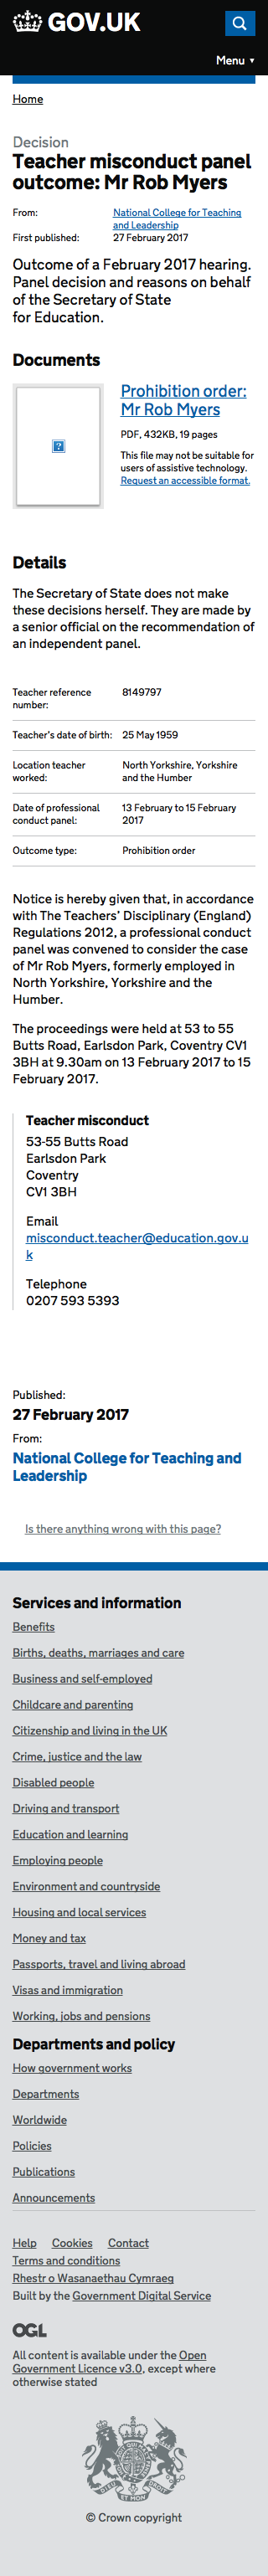 GOV.UK
Menu ▼
Home
Decision
Teacher misconduct panel
outcome: Mr Rob Myers
From: National College for Teaching
and Leadership
First published: 27 February 2017
Outcome of a February 2017 hearing.
Panel decision and reasons on behalf
of the Secretary of State
for Education.
Documents
?
Prohibition order:
Mr Rob Myers
PDF, 432KB, 19 pages
This file may not be suitable for
users of assistive technology.
Request an accessible format.
Details
The Secretary of State does not make
these decisions herself. They are made by
a senior official on the recommendation of
an independent panel.
Teacher reference 8149797
number:
Teacher's date of birth: 25 May 1959
Location teacher North Yorkshire, Yorkshire
worked: and the Humber
Date of professional 13 February to 15 February
conduct panel: 2017
Outcome type: Prohibition order
Notice is hereby given that, in accordance
with The Teachers’ Disciplinary (England)
Regulations 2012, a professional conduct
panel was convened to consider the case
of Mr Rob Myers, formerly employed in
North Yorkshire, Yorkshire and the
Humber.
The proceedings were held at 53 to 55
Butts Road, Earlsdon Park, Coventry CV1
3BH at 9.30am on 13 February 2017 to 15
February 2017.
Teacher misconduct
53-55 Butts Road
Earlsdon Park
Coventry
CV1 3BH
Email
misconduct.teacher@education.gov.u
k
Telephone
0207 593 5393
Published:
27 February 2017
From:
National College for Teaching and
Leadership
Is there anything wrong with this page?
Services and information
Benefits
Births, deaths, marriages and care
Business and self-employed
Childcare and parenting
Citizenship and living in the UK
Crime, justice and the law
Disabled people
Driving and transport
Education and learning
Employing people
Environment and countryside
Housing and local services
Money and tax
Passports, travel and living abroad
Visas and immigration
Working, jobs and pensions
Departments and policy
How government works
Departments
Worldwide
Policies
Publications
Announcements
Help Cookies Contact
Terms and conditions
Rhestr o Wasanaethau Cymraeg
Built by the Government Digital Service
OGL
All content is available under the Open
Government Licence v3.0, except where
otherwise stated
© Crown copyright